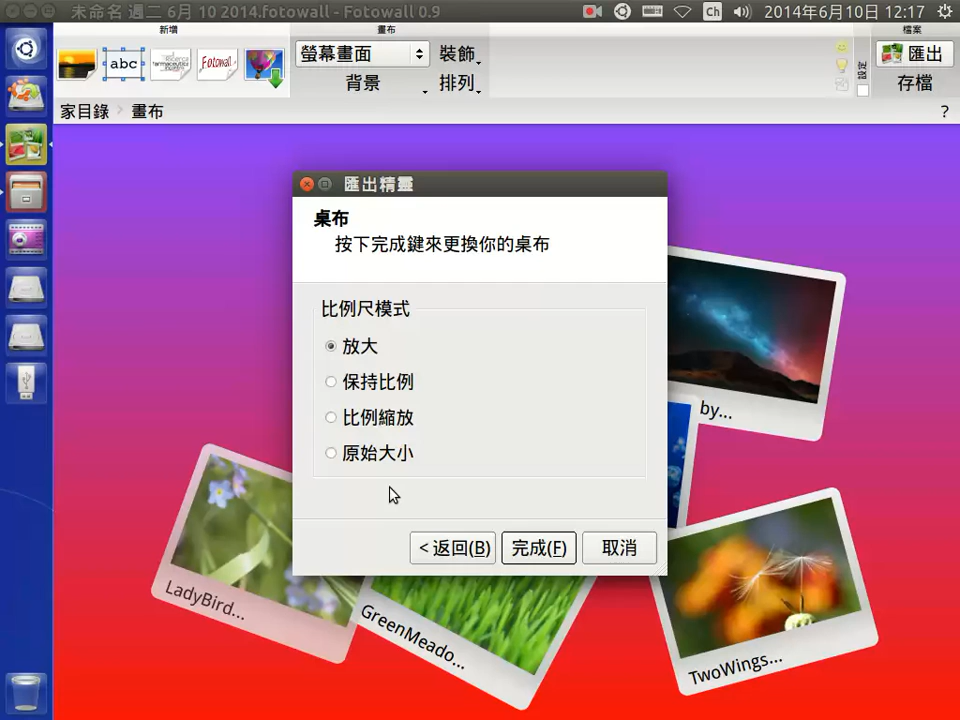 未命名 週二 6月 10 2014.fotowall - Fotowall 0.9
Ch
2014年6月10日 12:17
新增
畫布
檔案
abc
Fotowall
螢幕畫面
裝飾
背景
排列
設定
匯出
存檔
家目錄
畫布
?
匯出精靈
桌布
按下完成鍵來更換你的桌布
比例尺模式
放大
保持比例
比例縮放
原始大小
<返回(B)
完成(F)
取消
by...
LadyBird...
GreenMeado...
TwoWings...